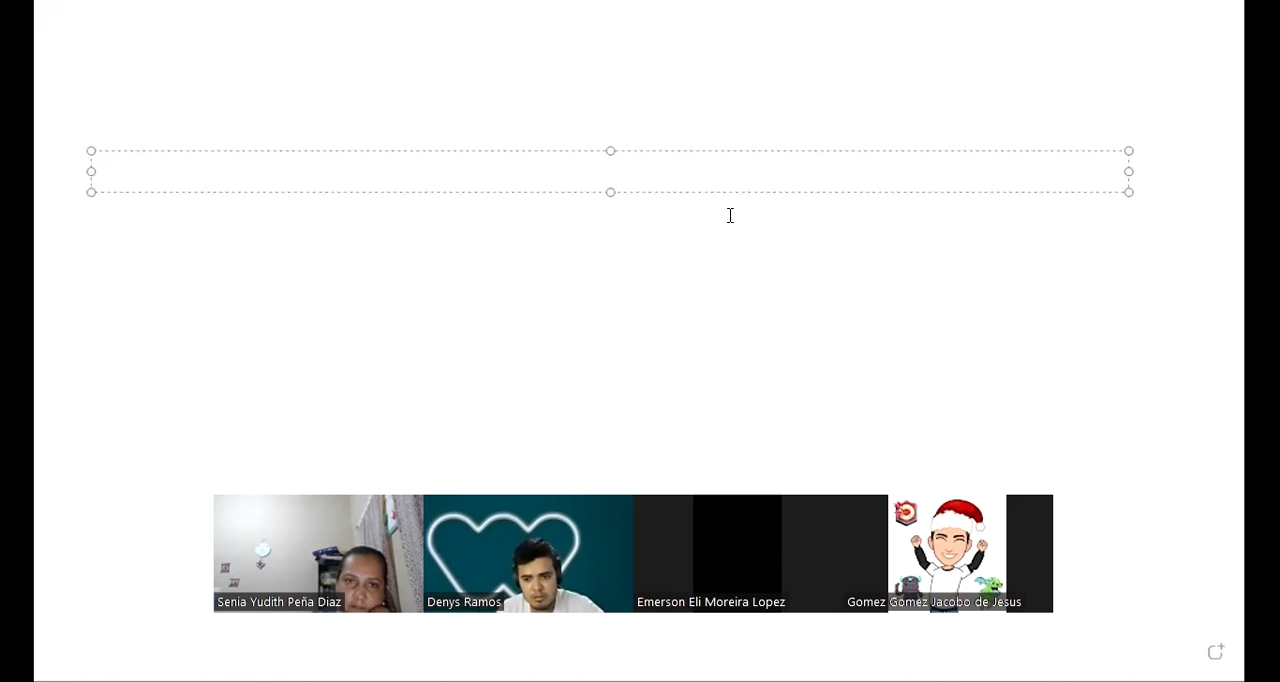 Senia Yudith Peña Diaz
Denys Ramos
Emerson Eli Moreira Lopez
Gomez Gomez Jacobo de Jesus